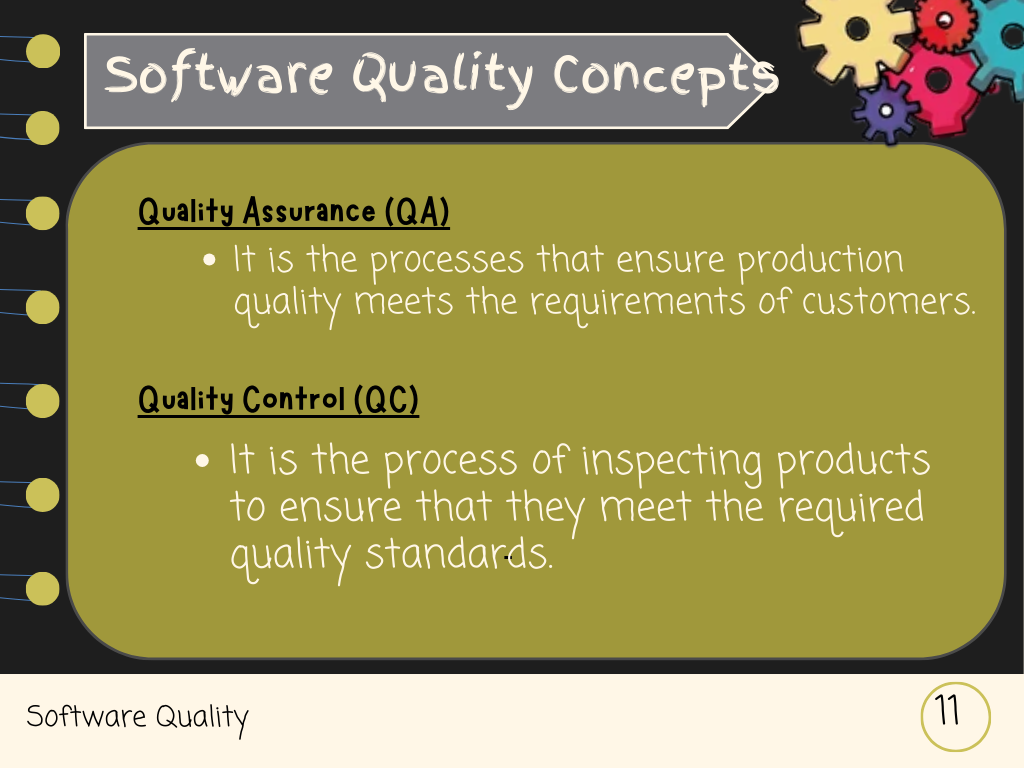 Software Quality Concepts
Quality Assurance (QA)
• It is the processes that ensure production
quality meets the requirements of customers.
Quality Control (QC)
• It is the process of inspecting products
to ensure that they meet the required
quality standards.
Software Quality
11